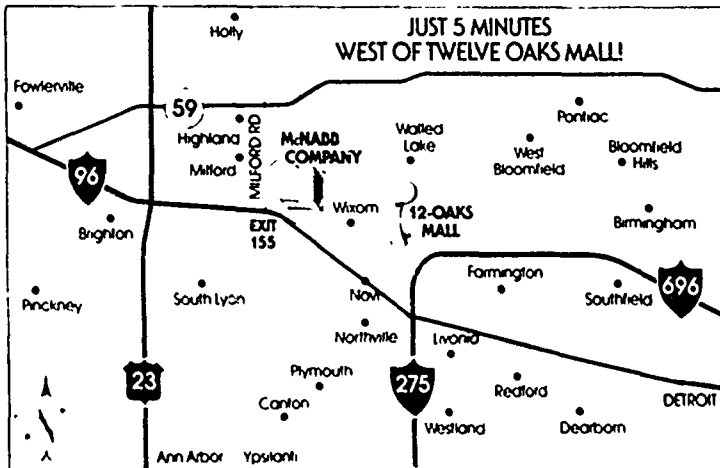 JUST 5 MINUTES
WEST OF TWELVE OAKS MALL!
Holly
Fowlerville
59
Highland
Milford
MILFORD RD
McNABB
COMPANY
Walled
Lake
Pontiac
West
Bloomfield
Bloomfield
Hills
96
Brighton
EXIT
155
Wixom
12-OAKS
MALL
Birmingham
Pinckney
South Lyon
Novi
Farmington
Southfield
696
Northville
Livonia
23
Plymouth
Canton
275
Redford
DETROIT
Westland
Dearborn
Ann Arbor
Ypsilanti